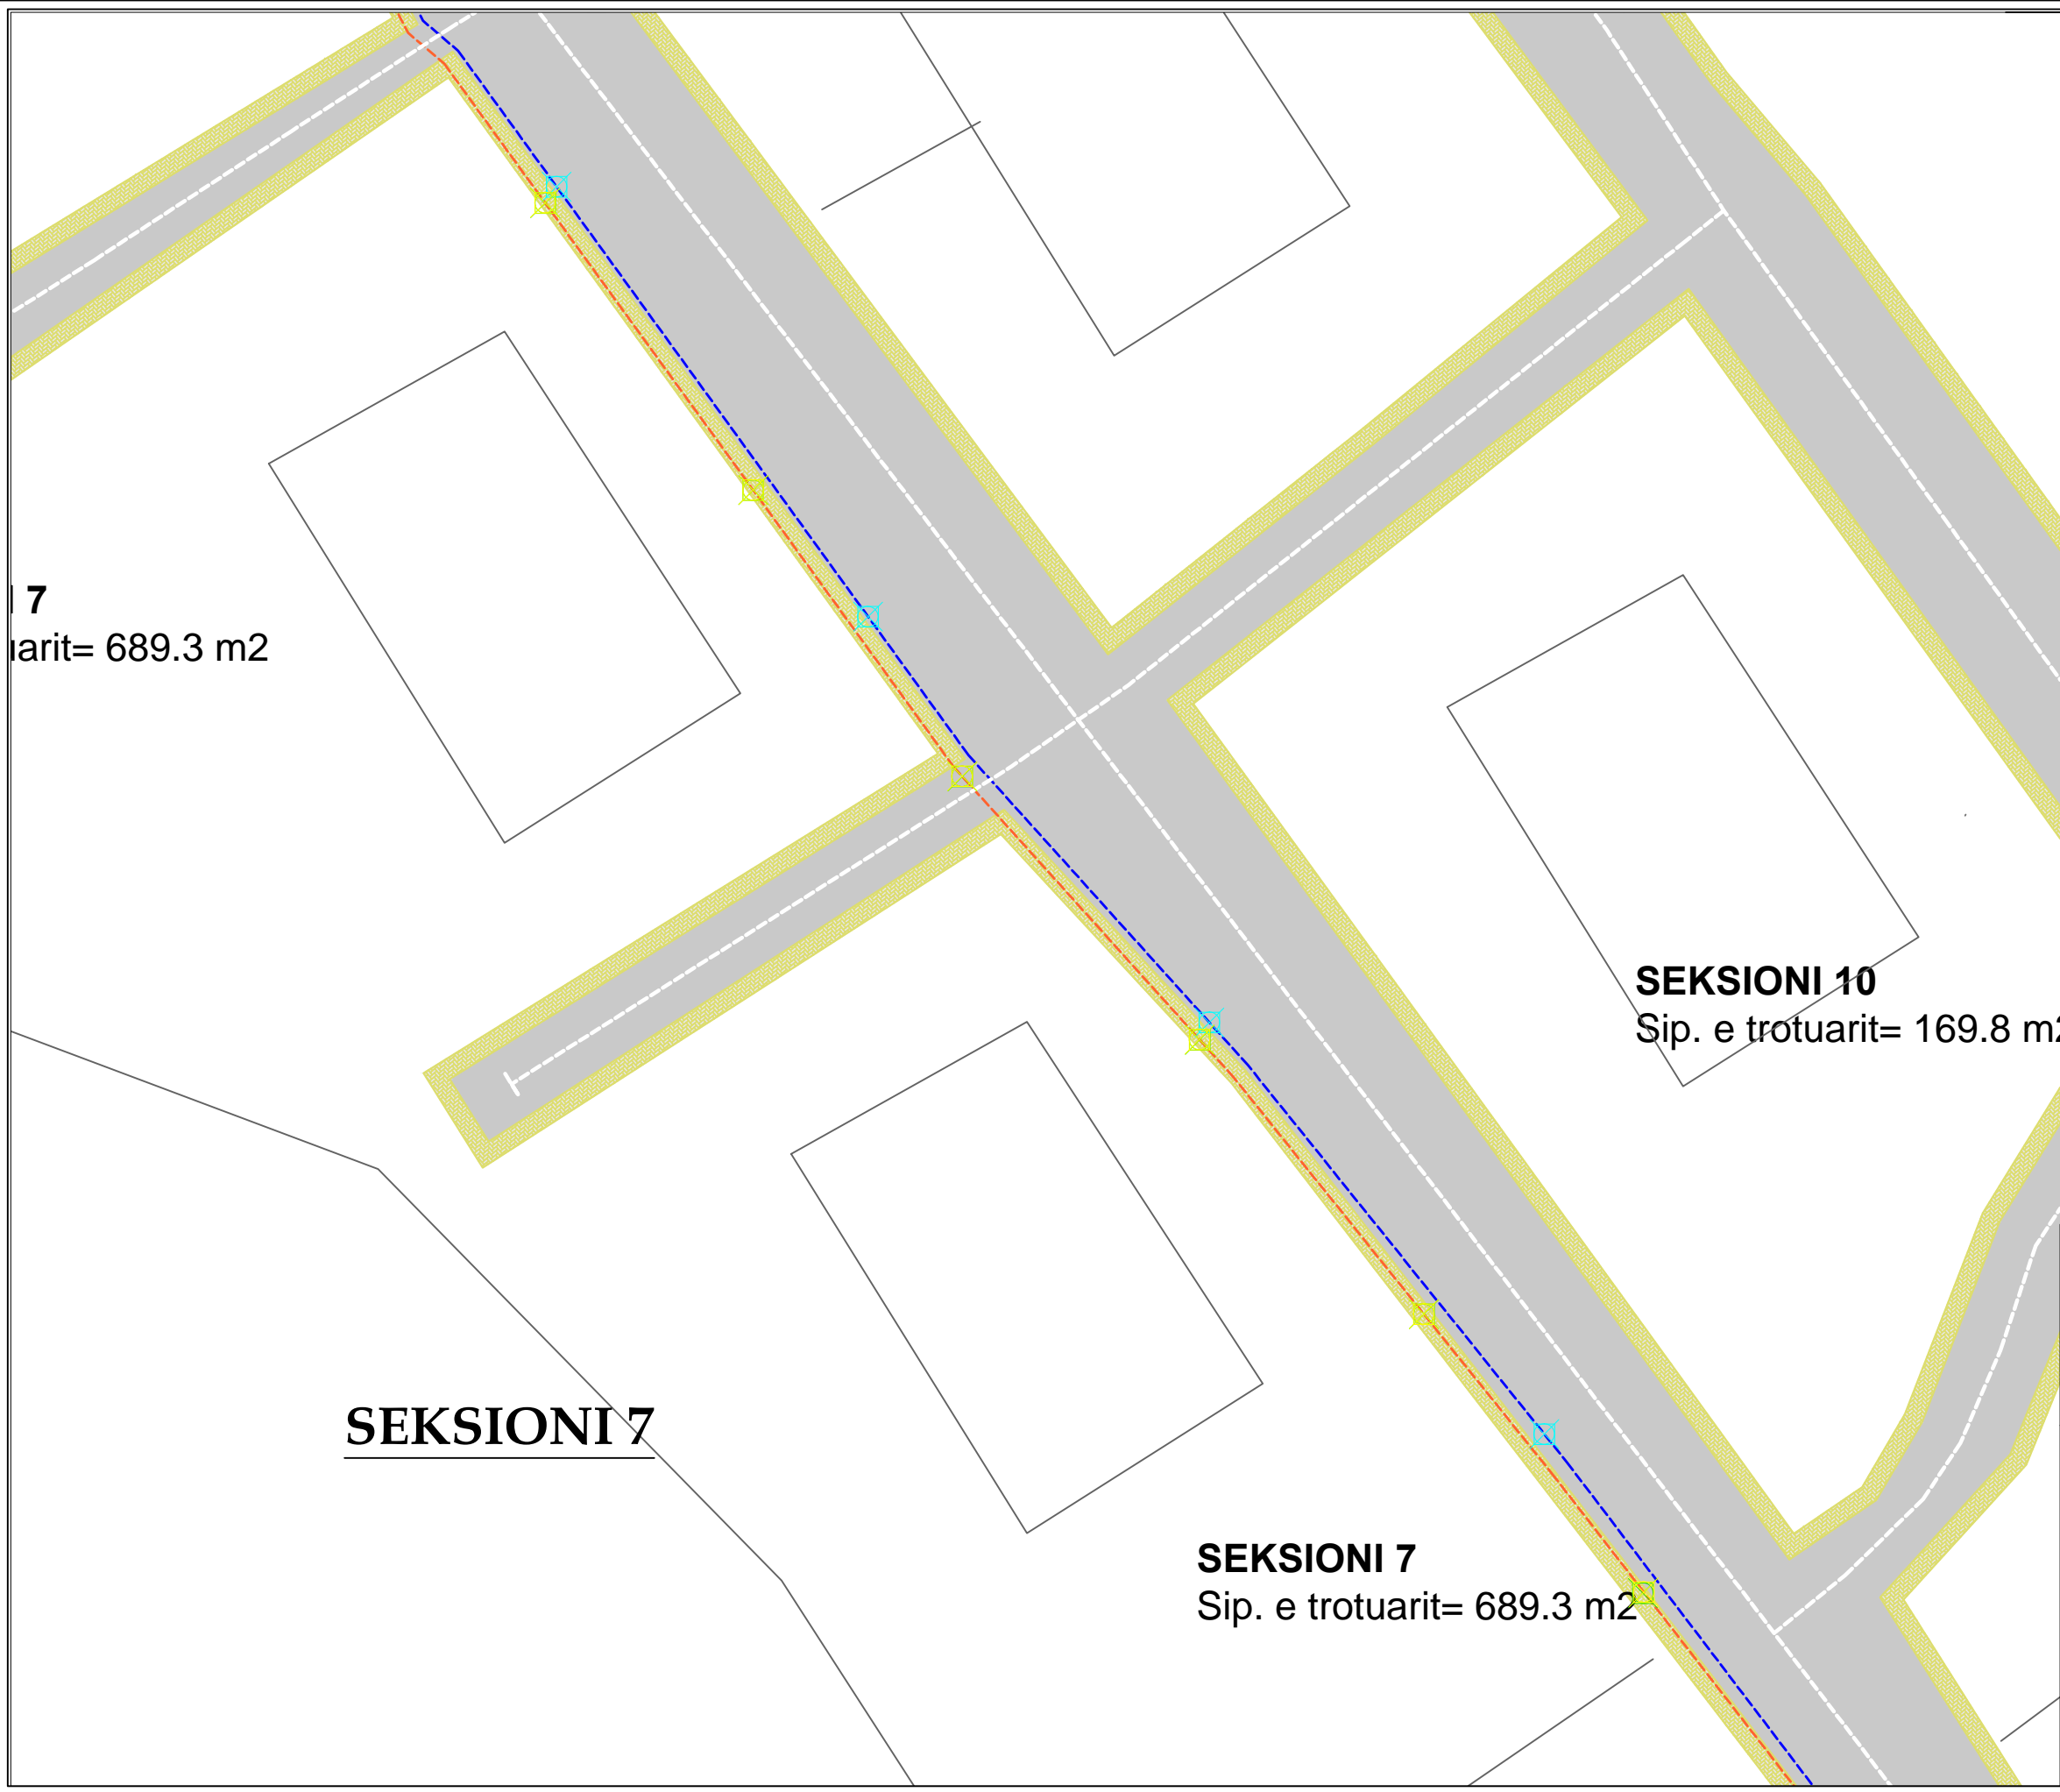 7
689.3 m2
SEKSIONI 10
Sip. e trotuarit= 169.8
SEKSIONI 7
SEKSIONI 7
Sip. e trotuarit= 689.3 m2